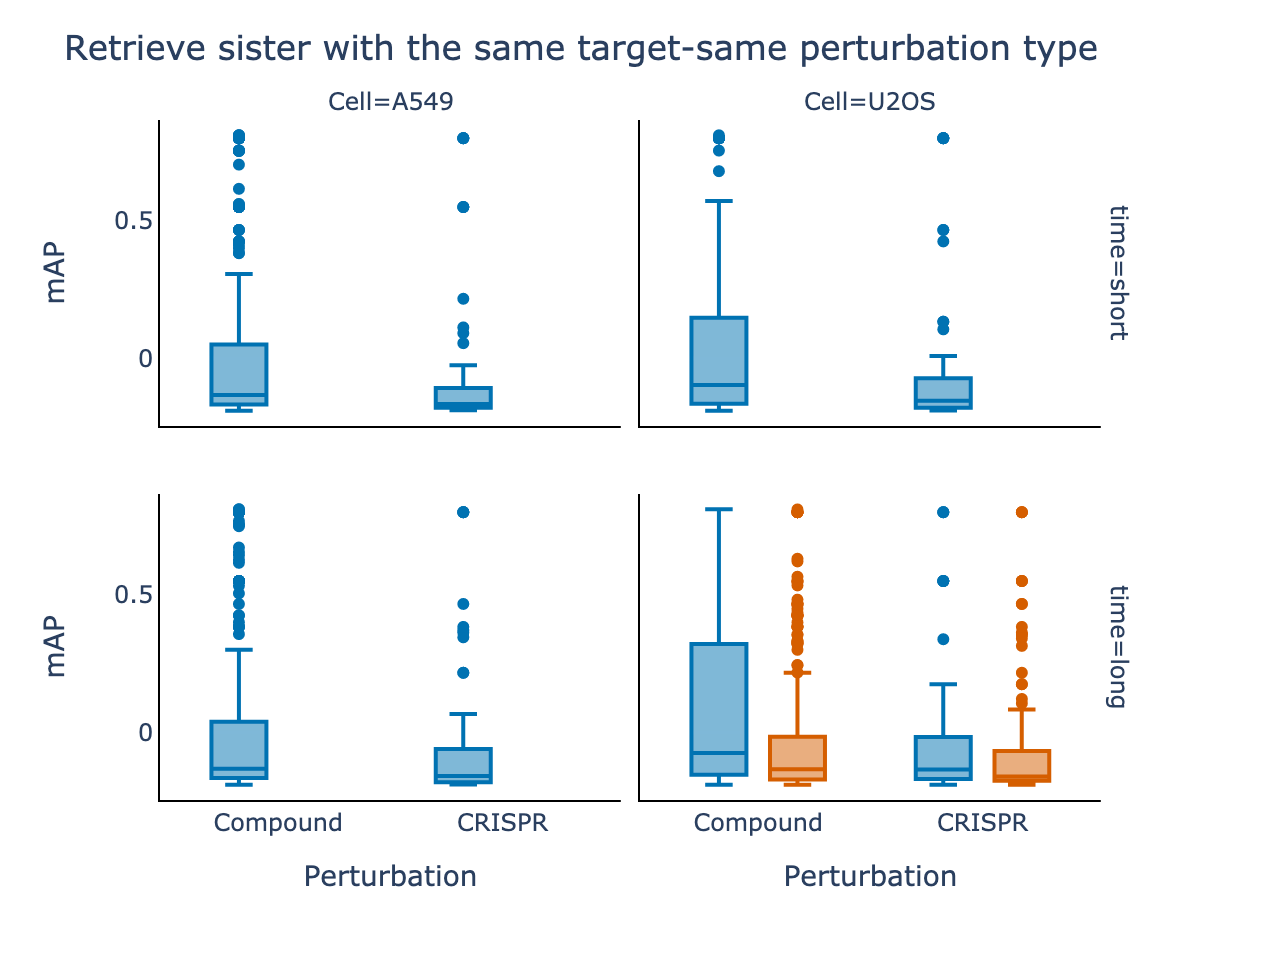 Retrieve sister with the same target-same perturbation type
Cell=A549
Cell=U2OS
0.5
0
mAP
time=short
0.5
0
mAP
time=long
Compound
CRISPR
Compound
CRISPR
Perturbation
Perturbation